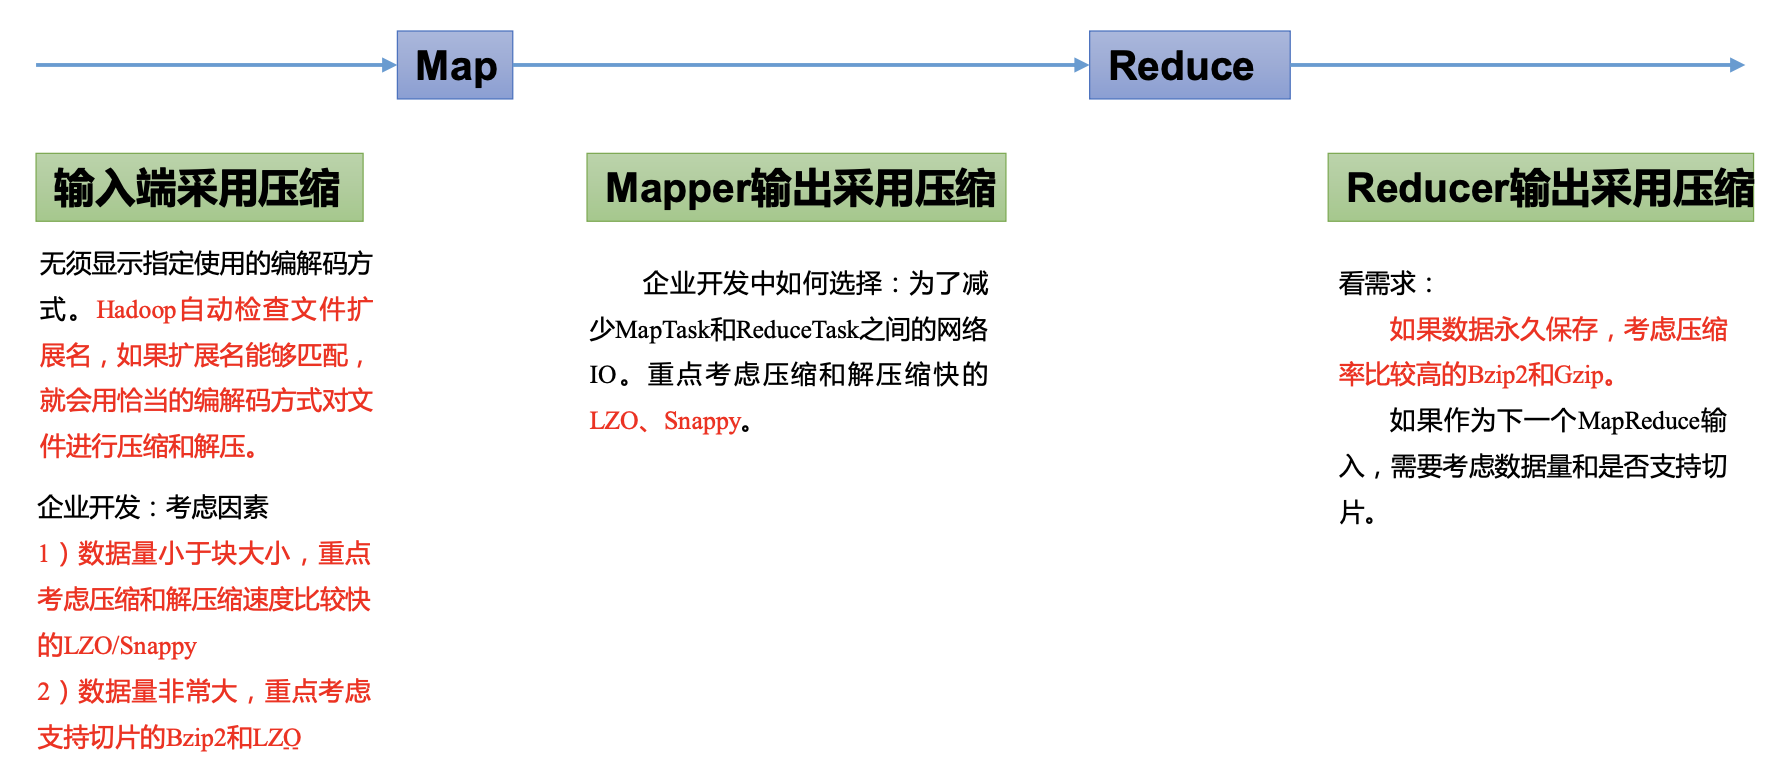 Map
Reduce
输入端采用压缩
无须显示指定使用的编解码方
式。Hadoop自动检查文件扩
展名，如果扩展名能够匹配，
就会用恰当的编解码方式对文
件进行压缩和解压。
企业开发：考虑因素
1）数据量小于块大小，重点
考虑压缩和解压缩速度比较快
的LZO/Snappy
2）数据量非常大，重点考虑
支持切片的Bzip2和LZO
Mapper输出采用压缩
企业开发中如何选择：为了减
少MapTask和ReduceTask之间的网络
IO。重点考虑压缩和解压缩快的
LZO、Snappy。
Reducer输出采用压缩
看需求：
如果数据永久保存，考虑压缩
率比较高的Bzip2和Gzip。
如果作为下一个MapReduce输
入，需要考虑数据量和是否支持切
片。